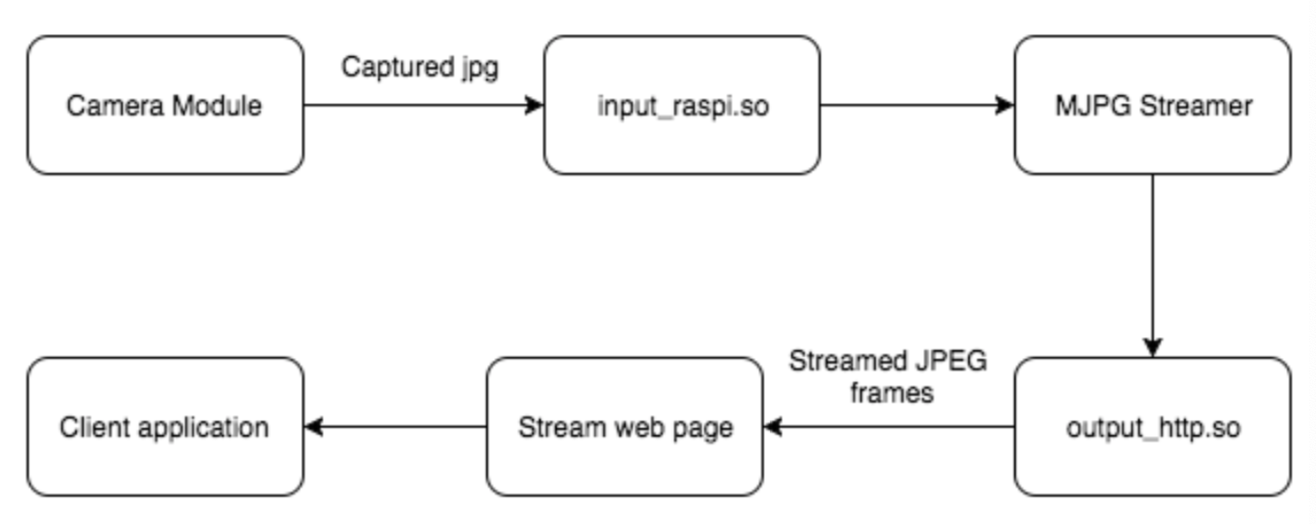 Camera Module
Captured jpg
input_raspi.so
MJPG Streamer
Client application
Stream web page
Streamed JPEG
frames
output_http.so